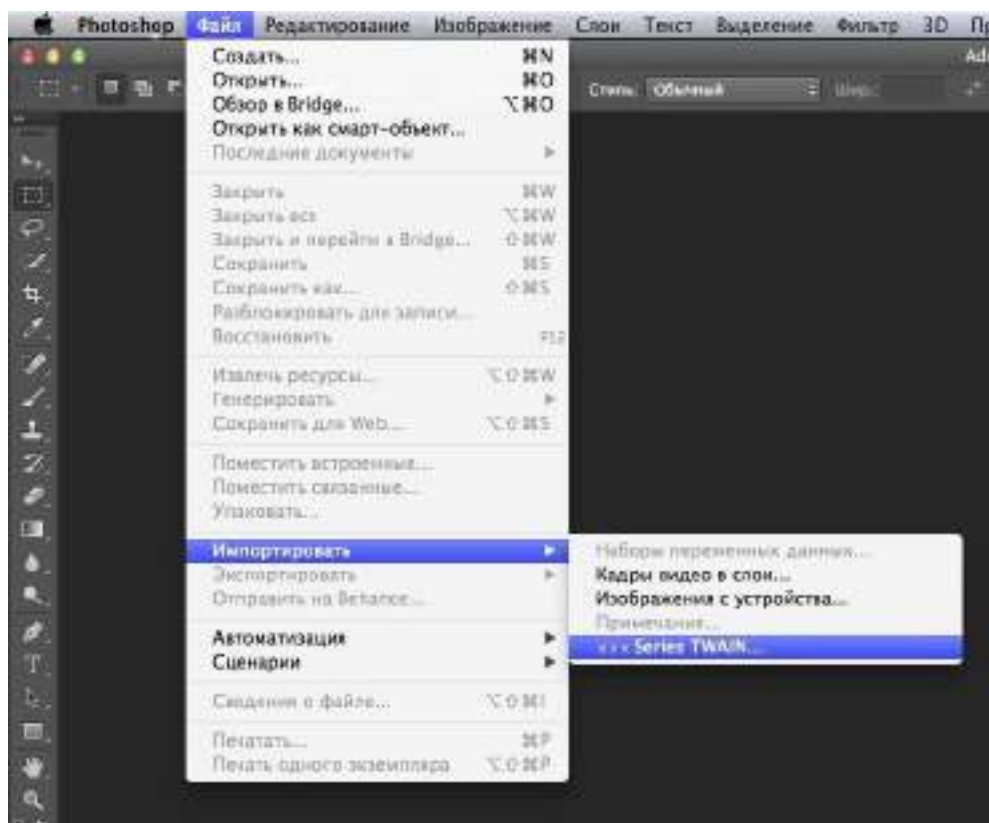 Photoshop Файл Редактирование Изображение Слои Текст Выделение Фильтр 3D
Создать... ⌘N
Открыть... ⌘O
Обзор в Bridge... ⌥⌘O
Открыть как смарт-объект...
Последние документы
Стиль: Обычный Шир.:
Закрыть ⌘W
Закрыть все ⌥⌘W
Закрыть и перейти в Bridge... ⇧⌘W
Сохранить ⌘S
Сохранить как... ⇧⌘S
Разблокировать для записи...
Восстановить F12
Извлечь ресурсы... ⌥⇧⌘W
Генерировать
Сохранить для Web... ⌥⇧⌘S
Поместить встроенные...
Поместить связанные...
Упаковать...
Импортировать
Экспортировать
Отправить на Behance...
Наборы переменных данных...
Кадры видео в слои...
Изображения с устройства...
Примечания...
Series TWAIN...
Автоматизация
Сценарии
Сведения о файле... ⌥⇧⌘I
Печатать... ⌘P
Печать одного экземпляра ⌥⇧⌘P